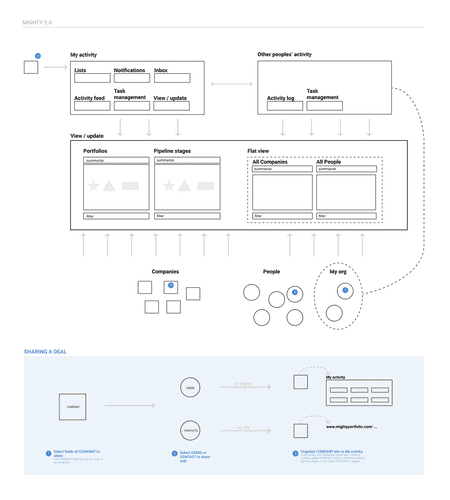 MIGHTY 2.0
My activity
Other peoples' activity
Lists
Notifications
Inbox
Activity feed
Task management
View / update
Activity log
Task management
View / update
Portfolios
Pipeline stages
Flat view
summarize
summarize
All Companies
All People
summarize
summarize
filter
filter
filter
filter
Companies
People
My org
SHARING A DEAL
COMPANY
USERS
CONTACTS
My activity
www.mightyportfolio.com/ ...
Select fields of COMPANY to
share
Select USERS or
CONTACTS to share
with
Organize COMPANY into in My activity